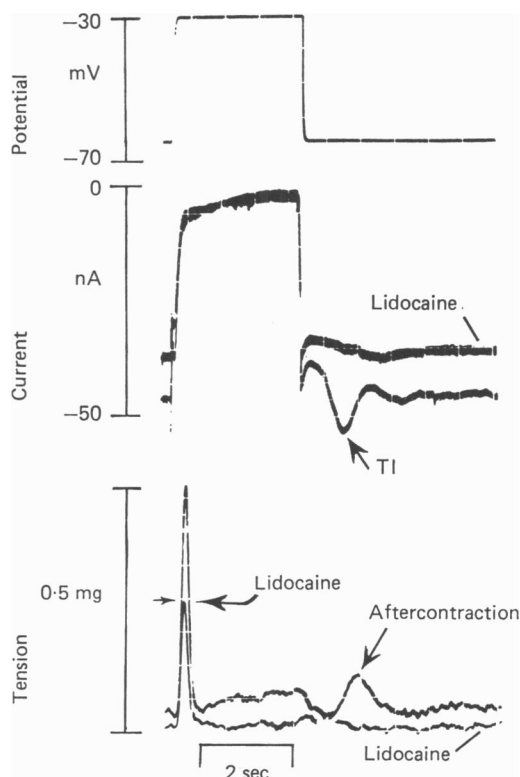 −30
mV
Potential
−70
0
nA
Lidocaine
Current
−50
TI
0·5 mg
Lidocaine
Aftercontraction
Tension
Lidocaine
2 sec